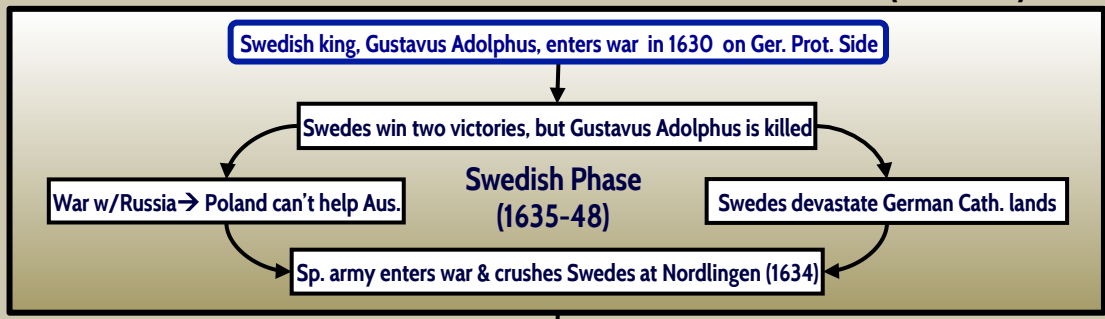 Swedish king, Gustavus Adolphus, enters war in 1630 on Ger. Prot. Side
Swedes win two victories, but Gustavus Adolphus is killed
Swedish Phase
(1635-48)
War w/Russia→ Poland can't help Aus.
Swedes devastate German Cath. lands
Sp. army enters war & crushes Swedes at Nordlingen (1634)